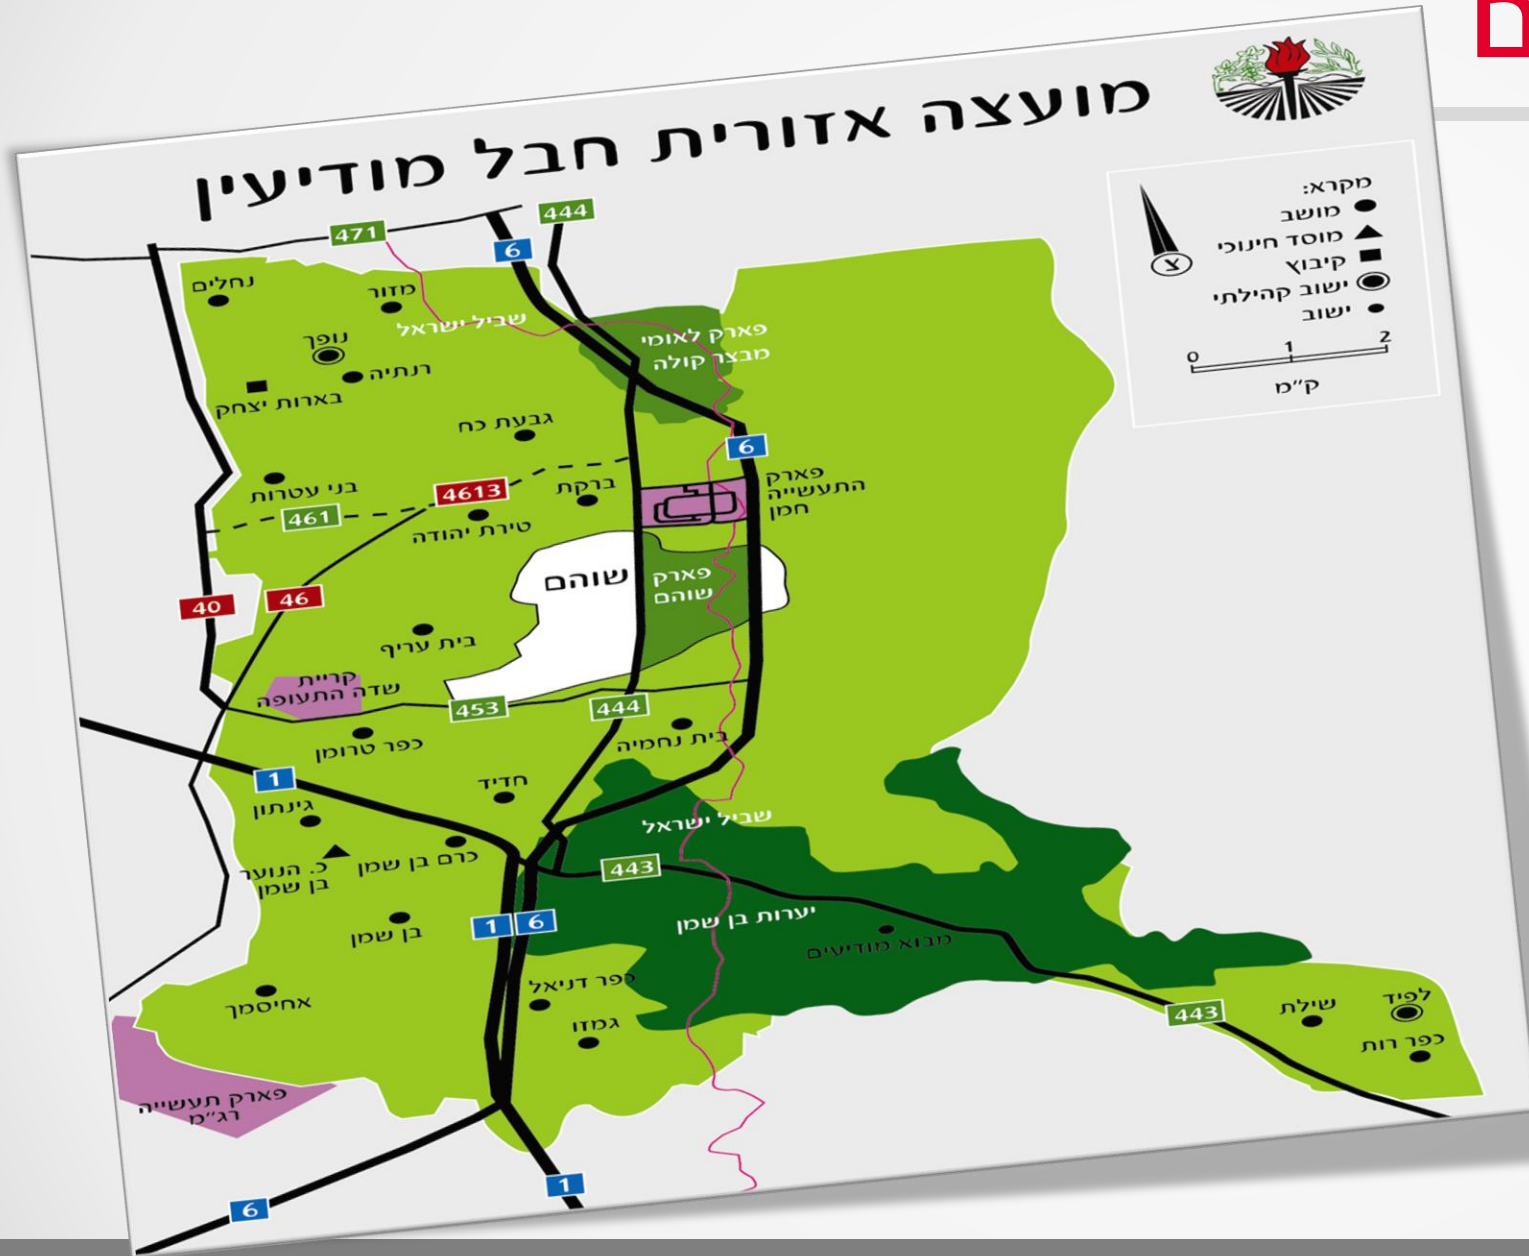 ם
מועצה אזורית חבל מודיעין
מקרא:
מושב
מוסד חינוכי
קיבוץ
ישוב קהילתי
ישוב
צ
0 1 2
ק״מ
471
444
6
נחלים
מזור
שביל ישראל
נופך
רנתיה
בארות יצחק
פארק לאומי
מבצר קולה
גבעת כח
6
בני עטרות
461
4613
ברקת
טירת יהודה
פארק
התעשייה
חמן
שוהם
פארק
שוהם
40
46
בית עריף
קריית
שדה התעופה
453
444
כפר טרומן
בית נחמיה
1
חדיד
גינתון
שביל ישראל
כ. הנוער
בן שמן
כרם בן שמן
443
בן שמן
1
6
יערות בן שמן
מבוא מודיעים
אחיסמך
כפר דניאל
גמזו
443
שילת
לפיד
כפר רות
פארק תעשייה
רג״מ
1
6